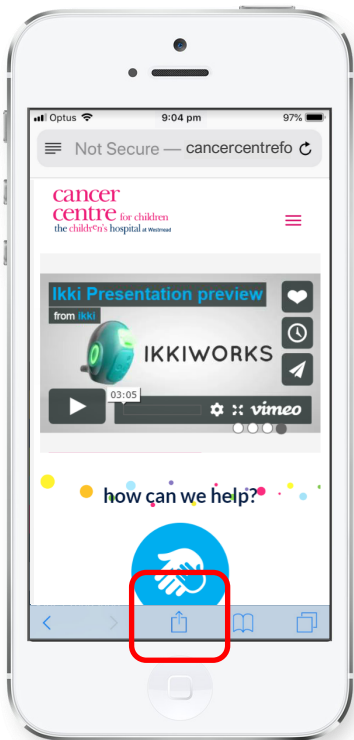 Optus 9:04 pm 97%
Not Secure — cancercentrefo
cancer
centre for children
the children's hospital at Westmead
Ikki Presentation preview
from ikki
IKKIWORKS
03:05
vimeo
how can we help?